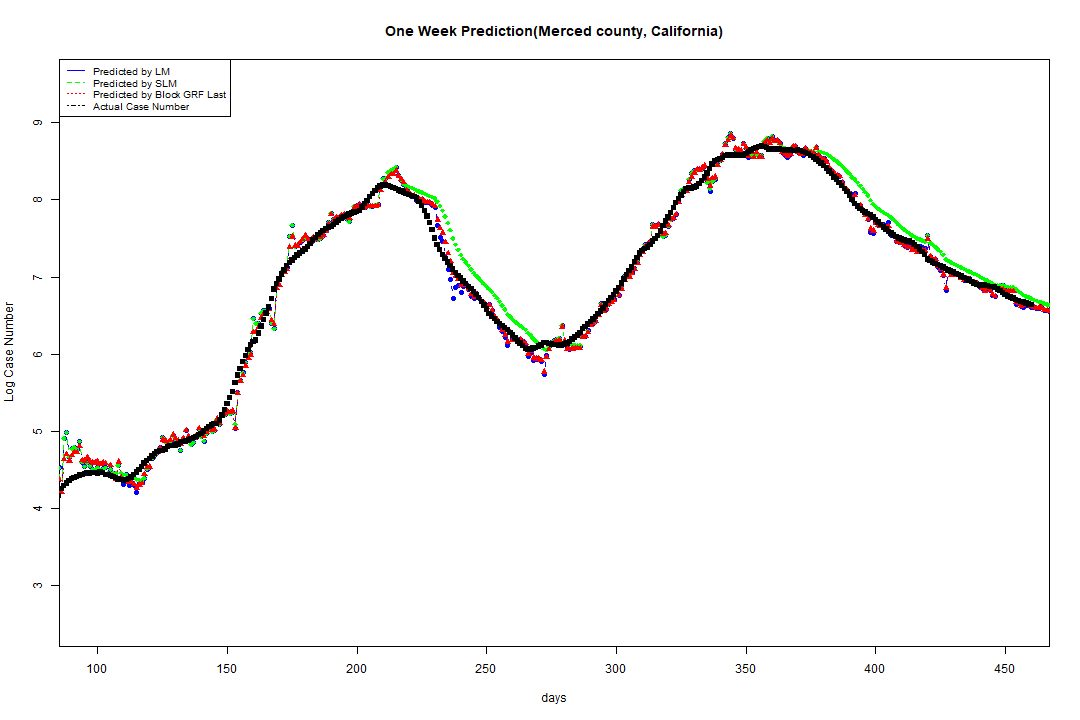 One Week Prediction(Merced county, California)
Predicted by LM
Predicted by SLM
Predicted by Block GRF Last
Actual Case Number
9
8
7
6
5
4
3
Log Case Number
100 150 200 250 300 350 400 450
days